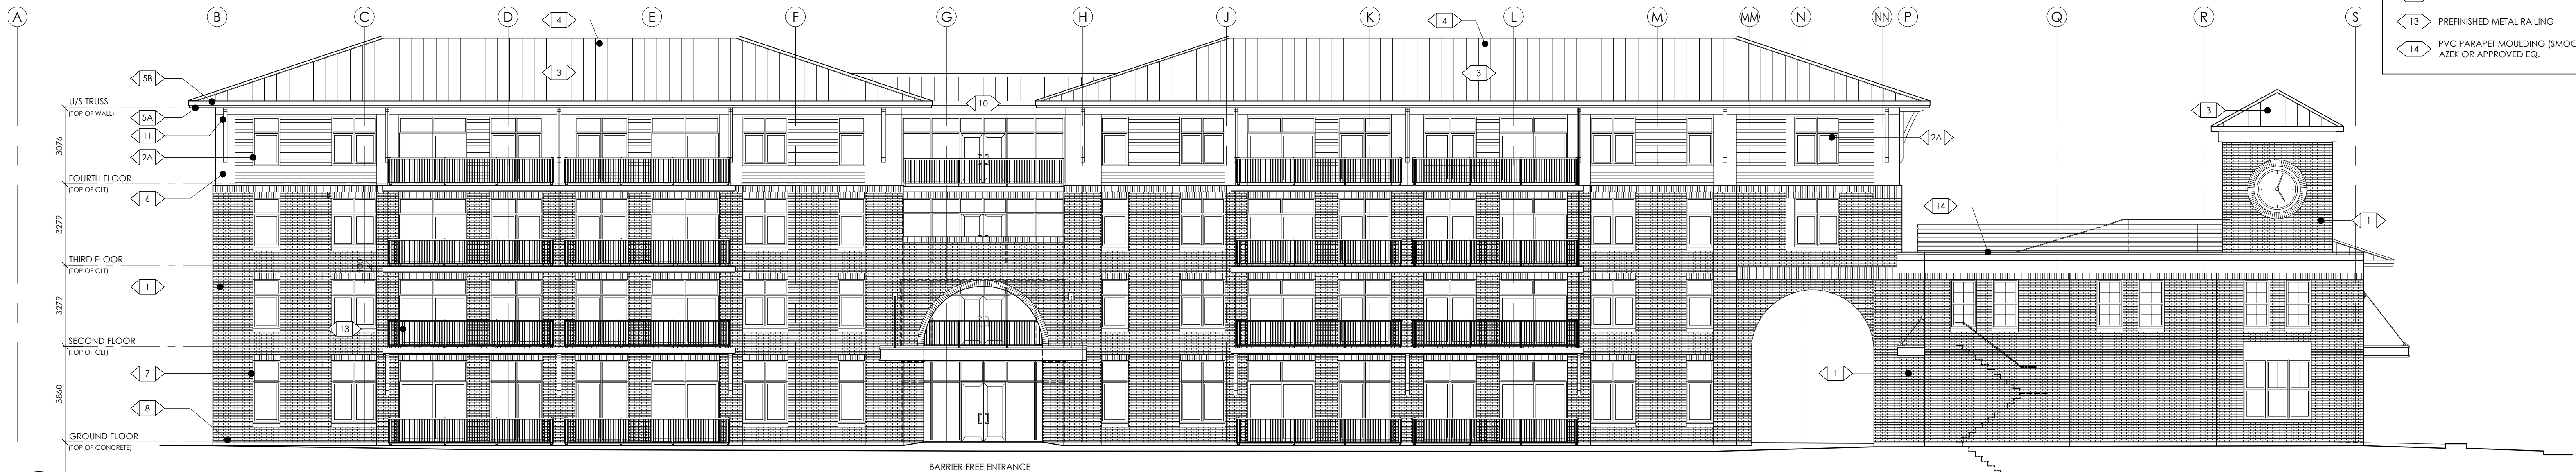 A B C D E F G H J K L M MM N NN P Q R S
13 PREFINISHED METAL RAILING
14 PVC PARAPET MOULDING (SMOO
AZEK OR APPROVED EQ.
4
4
3
3
5B
10
3
U/S TRUSS
(TOP OF WALL)
5A
11
2A
2A
3076
FOURTH FLOOR
(TOP OF CLT)
6
14
1
3279
THIRD FLOOR
(TOP OF CLT)
100
1
3279
13
SECOND FLOOR
(TOP OF CLT)
7
1
3860
8
GROUND FLOOR
(TOP OF CONCRETE)
BARRIER FREE ENTRANCE